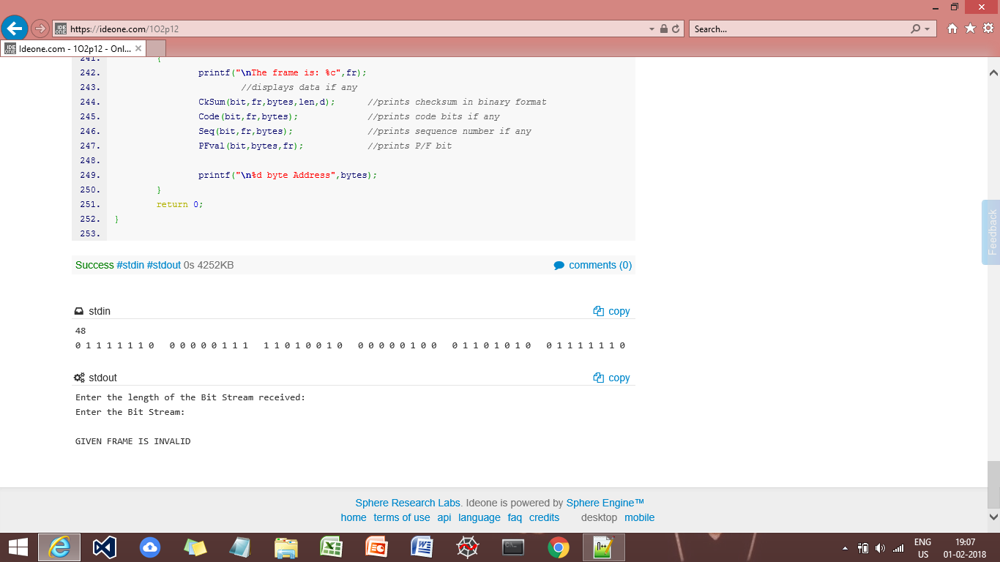 https://ideone.com/1O2p12
Search...
Ideone.com - 1O2p12 - Onl...
241. {
242. printf("\nThe frame is: %c",fr);
243. //displays data if any
244. CkSum(bit,fr,bytes,len,d); //prints checksum in binary format
245. Code(bit,fr,bytes); //prints code bits if any
246. Seq(bit,fr,bytes); //prints sequence number if any
247. PFval(bit,bytes,fr); //prints P/F bit
248.
249. printf("\n%d byte Address",bytes);
250. }
251. return 0;
252. }
253.
Feedback
Success #stdin #stdout 0s 4252KB
comments (0)
stdin
copy
48
0 1 1 1 1 1 1 0 0 0 0 0 0 1 1 1 1 1 0 1 0 0 1 0 0 0 0 0 0 1 0 0 0 1 1 0 1 0 1 0 0 1 1 1 1 1 1 0
stdout
copy
Enter the length of the Bit Stream received:
Enter the Bit Stream:
GIVEN FRAME IS INVALID
Sphere Research Labs. Ideone is powered by Sphere Engine™
home terms of use api language faq credits desktop mobile
ENG
US
19:07
01-02-2018